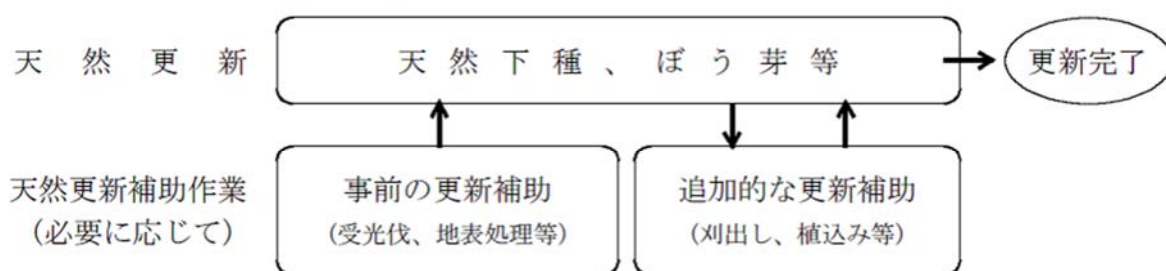 天然更新
天然下種、ぼう芽等
更新完了
天然更新補助作業
(必要に応じて)
事前の更新補助
(受光伐、地表処理等)
追加的な更新補助
(刈出し、植込み等)